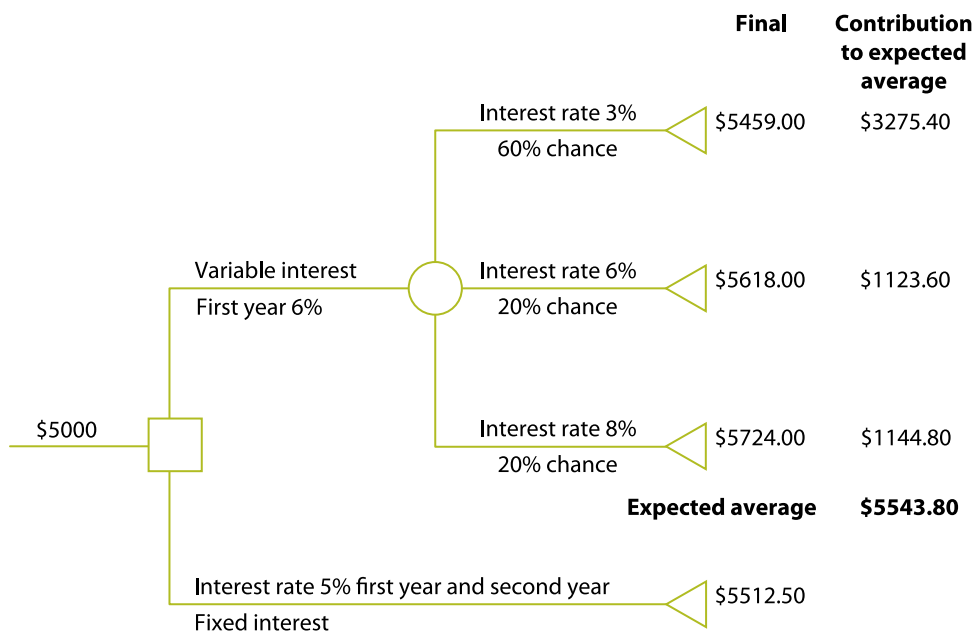 Final
Contribution
to expected
average
Interest rate 3%
60% chance
$5459.00
$3275.40
Variable interest
First year 6%
Interest rate 6%
20% chance
$5618.00
$1123.60
$5000
Interest rate 8%
20% chance
$5724.00
$1144.80
Expected average
$5543.80
Interest rate 5% first year and second year
Fixed interest
$5512.50